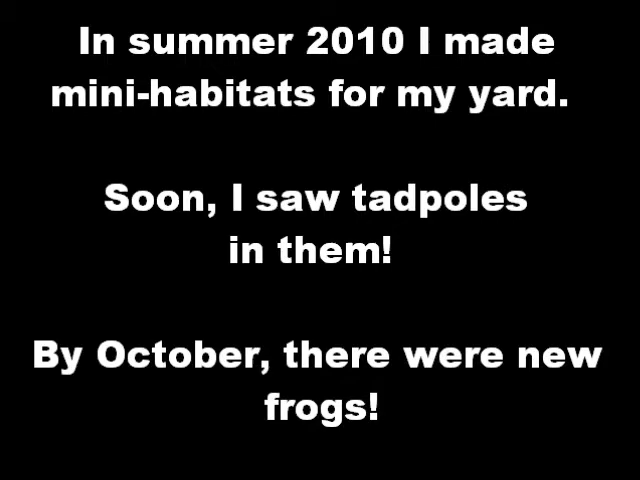 In summer 2010 I made
mini-habitats for my yard.
Soon, I saw tadpoles
in them!
By October, there were new
frogs!